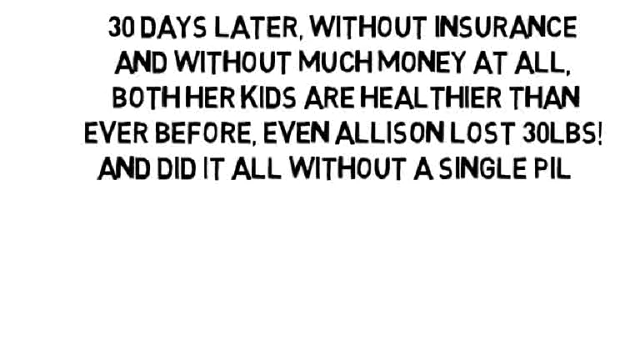 30 DAYS LATER, WITHOUT INSURANCE
AND WITHOUT MUCH MONEY AT ALL,
BOTH HER KIDS ARE HEALTHIER THAN
EVER BEFORE, EVEN ALLISON LOST 30LBS!
AND DID IT ALL WITHOUT A SINGLE PIL